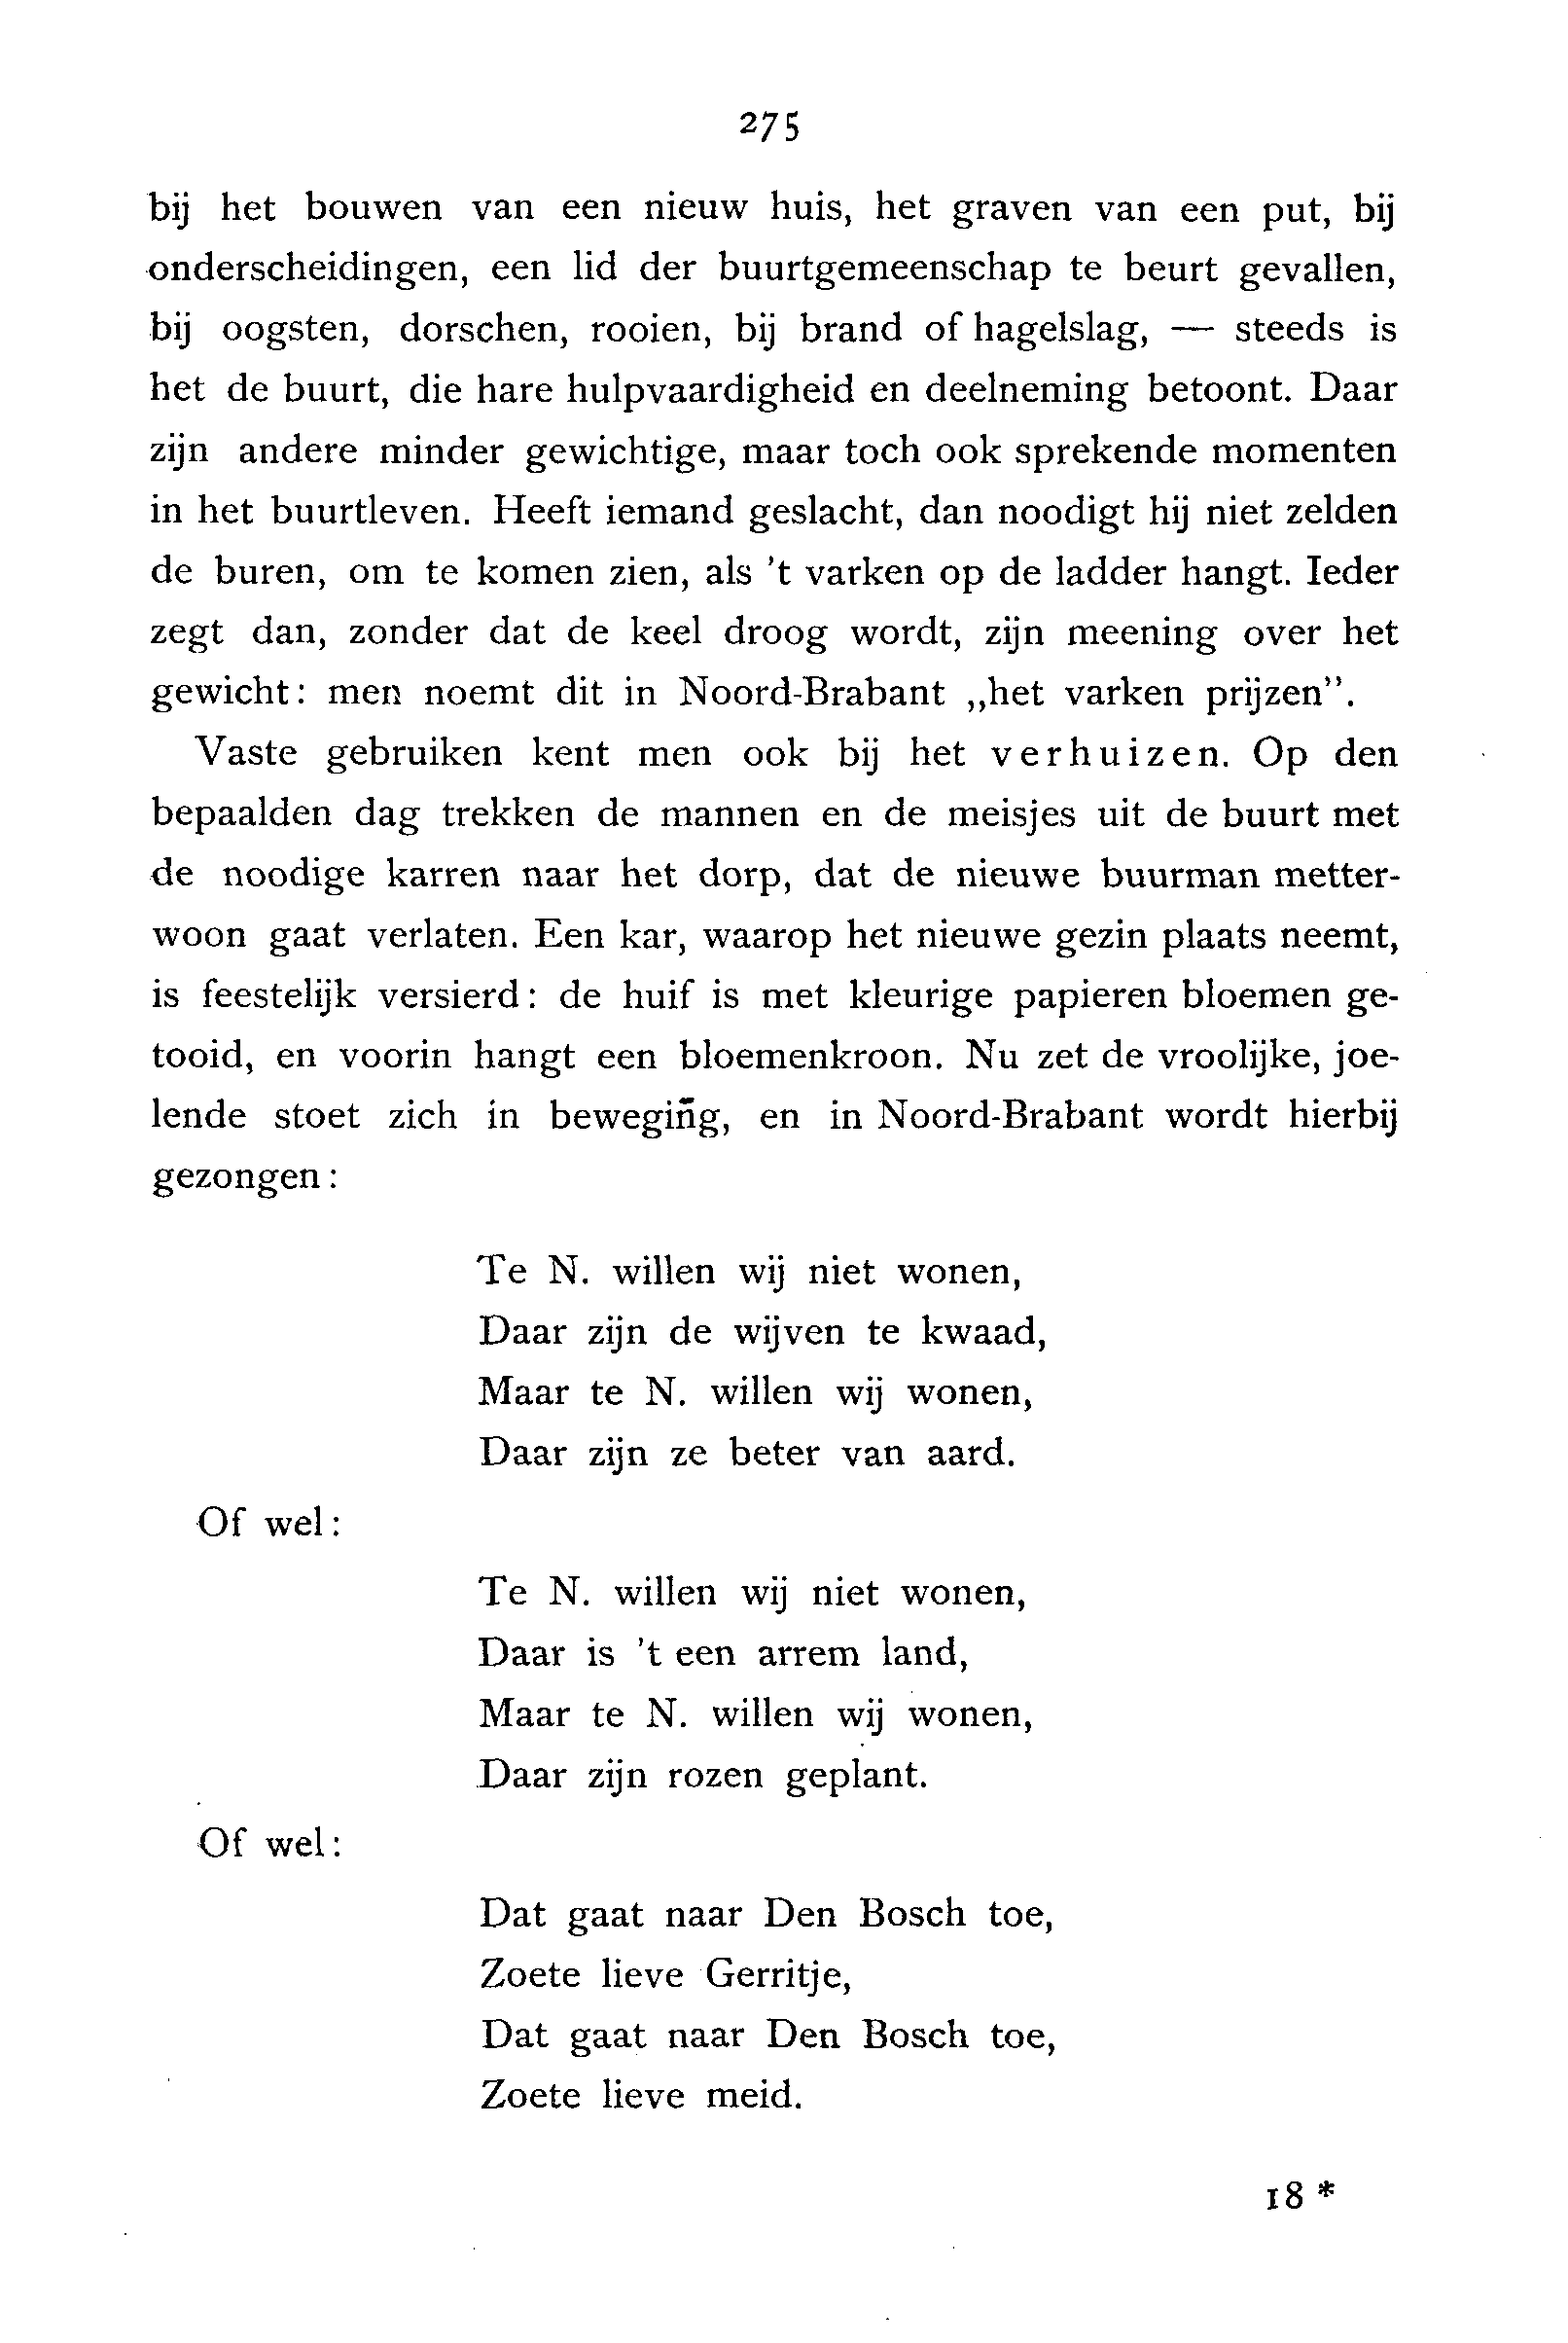 275
bij het bouwen van een nieuw huis, het graven van een put, bij
onderscheidingen, een lid der buurtgemeenschap te beurt gevallen,
bij oogsten, dorschen, rooien, bij brand of hagelslag, — steeds is
het de buurt, die hare hulpvaardigheid en deelneming betoont. Daar
zijn andere minder gewichtige, maar toch ook sprekende momenten
in het buurtleven. Heeft iemand geslacht, dan noodigt hij niet zelden
de buren, om te komen zien, als 't varken op de ladder hangt. Ieder
zegt dan, zonder dat de keel droog wordt, zijn meening over het
gewicht: men noemt dit in Noord-Brabant „het varken prijzen”.
Vaste gebruiken kent men ook bij het verhuizen. Op den
bepaalden dag trekken de mannen en de meisjes uit de buurt met
de noodige karren naar het dorp, dat de nieuwe buurman metter-
woon gaat verlaten. Een kar, waarop het nieuwe gezin plaats neemt,
is feestelijk versierd: de huif is met kleurige papieren bloemen ge-
tooid, en voorin hangt een bloemenkroon. Nu zet de vroolijke, joe-
lende stoet zich in beweging, en in Noord-Brabant wordt hierbij
gezongen:
Te N. willen wij niet wonen,
Daar zijn de wijven te kwaad,
Maar te N. willen wij wonen,
Daar zijn ze beter van aard.
Of wel:
Te N. willen wij niet wonen,
Daar is 't een arrem land,
Maar te N. willen wij wonen,
Daar zijn rozen geplant.
Of wel:
Dat gaat naar Den Bosch toe,
Zoete lieve Gerritje,
Dat gaat naar Den Bosch toe,
Zoete lieve meid.
18*